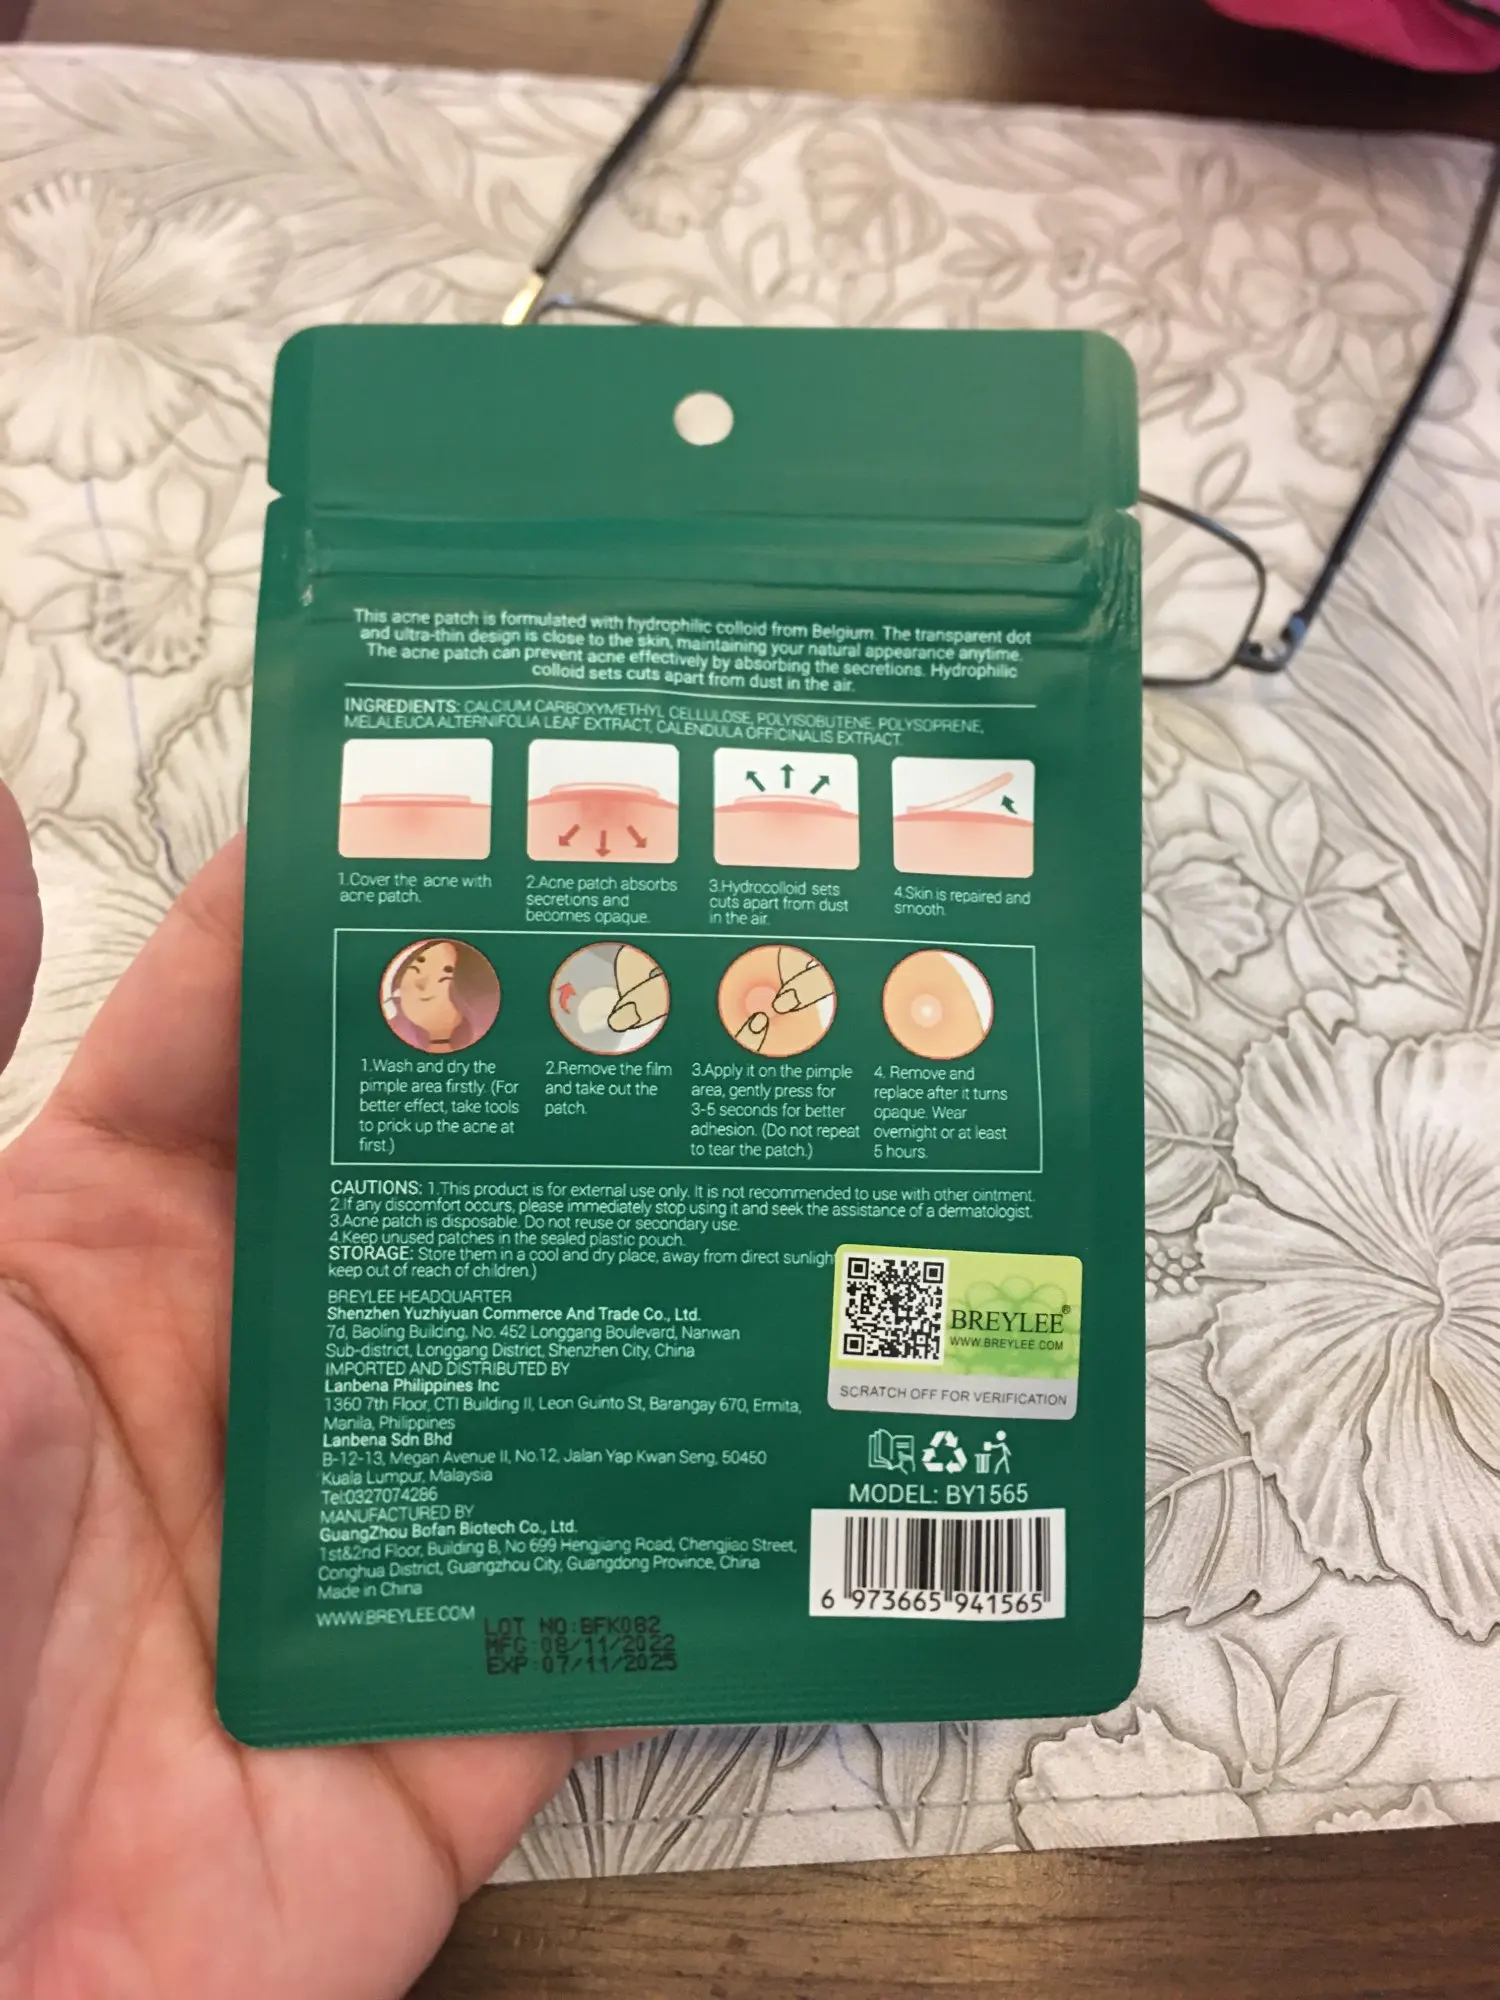 This acne patch is formulated with hydrophilic colloid from Belgium. The transparent dot
and ultra-thin design is close to the skin, maintaining your natural appearance anytime.
The acne patch can prevent acne effectively by absorbing the secretions. Hydrophilic
colloid sets cuts apart from dust in the air.
INGREDIENTS: CALCIUM CARBOXYMETHYL CELLULOSE, POLYISOBUTENE, POLYSOPRENE,
MELALEUCA ALTERNIFOLIA LEAF EXTRACT, CALENDULA OFFICINALIS EXTRACT.
1.Cover the acne with
acne patch.
2.Acne patch absorbs
secretions and
becomes opaque.
3.Hydrocolloid sets
cuts apart from dust
in the air.
4.Skin is repaired and
smooth.
1.Wash and dry the
pimple area firstly. (For
better effect, take tools
to prick up the acne at
first.)
2.Remove the film
and take out the
patch.
3.Apply it on the pimple
area, gently press for
3-5 seconds for better
adhesion. (Do not repeat
to tear the patch.)
4. Remove and
replace after it turns
opaque. Wear
overnight or at least
5 hours.
CAUTIONS: 1.This product is for external use only. It is not recommended to use with other ointment.
2.If any discomfort occurs, please immediately stop using it and seek the assistance of a dermatologist.
3.Acne patch is disposable. Do not reuse or secondary use.
4.Keep unused patches in the sealed plastic pouch.
STORAGE: Store them in a cool and dry place, away from direct sunligh
keep out of reach of children.)
BREYLEE HEADQUARTER
Shenzhen Yuzhiyuan Commerce And Trade Co., Ltd.
7d, Baoling Building, No. 452 Longgang Boulevard, Nanwan
Sub-district, Longgang District, Shenzhen City, China
IMPORTED AND DISTRIBUTED BY
Lanbena Philippines Inc
1360 7th Floor, CTI Building II, Leon Guinto St, Barangay 670, Ermita,
Manila, Philippines
Lanbena Sdn Bhd
B-12-13, Megan Avenue II, No.12, Jalan Yap Kwan Seng, 50450
Kuala Lumpur, Malaysia
Tel:0327074286
MANUFACTURED BY
GuangZhou Bofan Biotech Co., Ltd.
1st&2nd Floor, Building B, No 699 Hengjiang Road, Chengjiao Street,
Conghua District, Guangzhou City, Guangdong Province, China
Made in China
WWW.BREYLEE.COM
LOT NO:BFK082
MFG:08/11/2022
EXP:07/11/2025
BREYLEE®
WWW.BREYLEE.COM
SCRATCH OFF FOR VERIFICATION
MODEL: BY1565
6 973665 941565